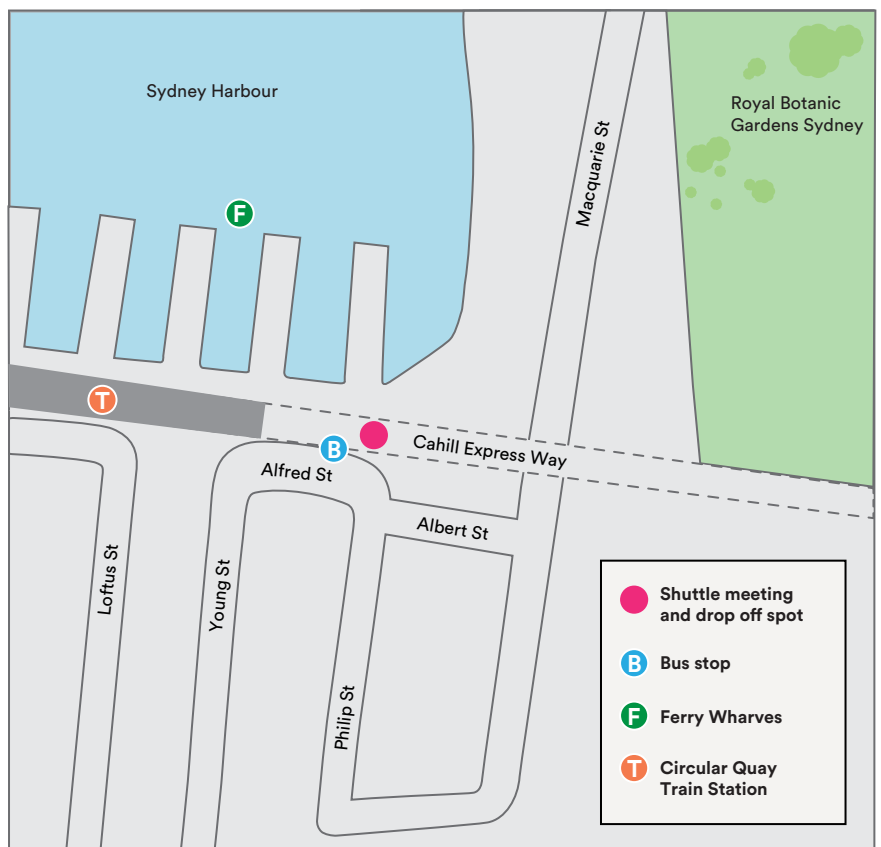 Sydney Harbour
Royal Botanic
Gardens Sydney
Macquarie St
F
T
B
Cahill Express Way
Alfred St
Albert St
Loftus St
Young St
Philip St
Shuttle meeting
and drop off spot
B Bus stop
F Ferry Wharves
T Circular Quay
Train Station